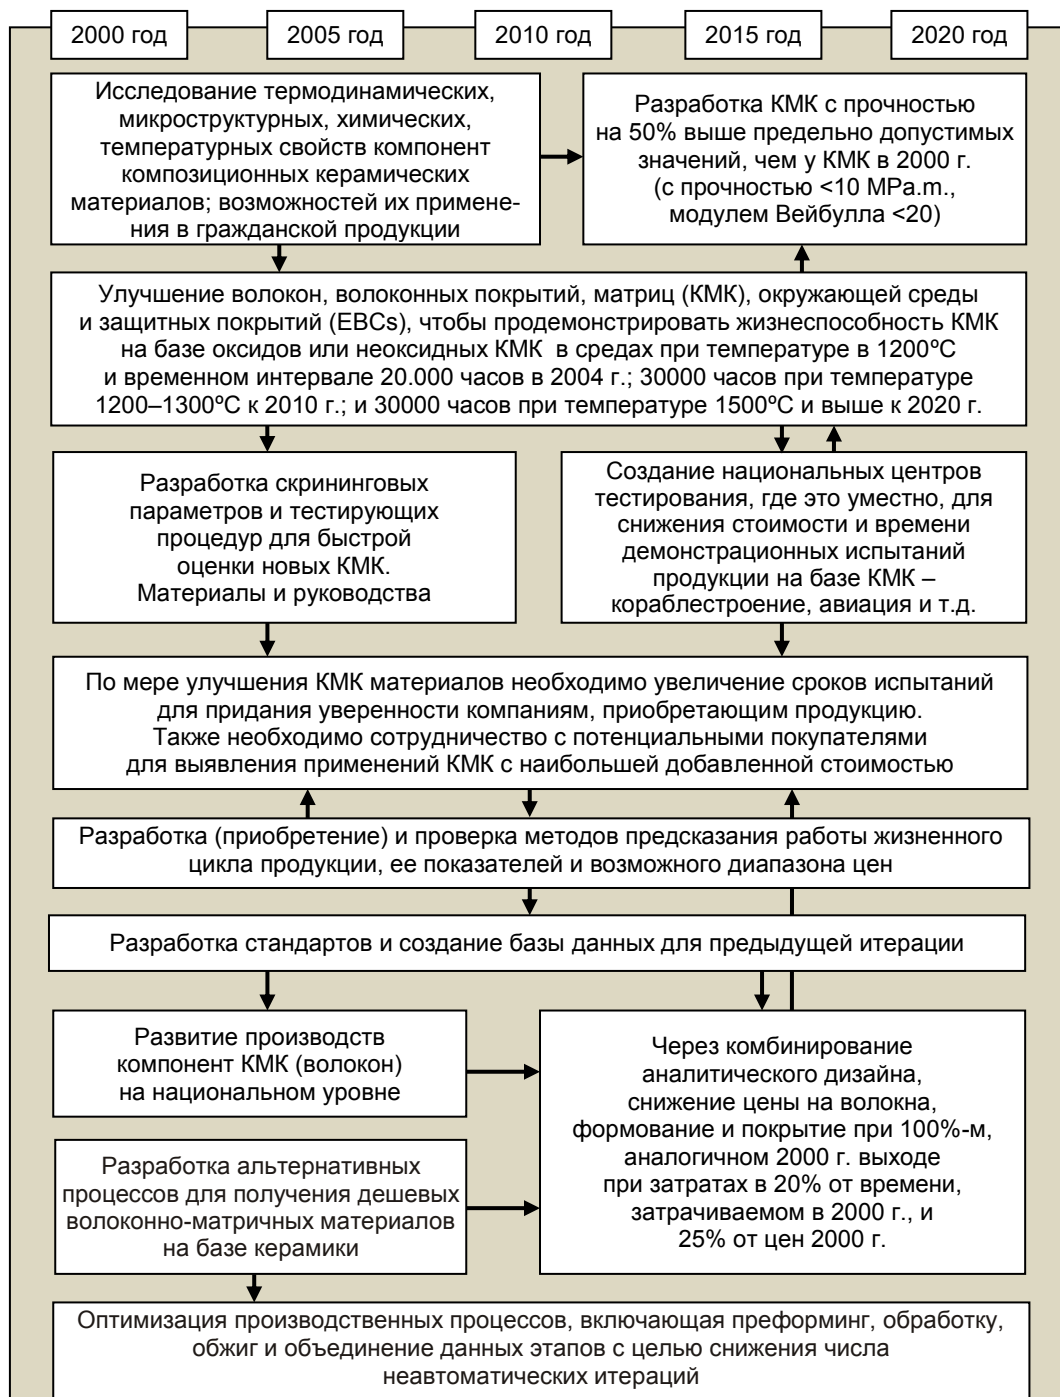 2000 год
2005 год
2010 год
2015 год
2020 год
Исследование термодинамических,
микроструктурных, химических,
температурных свойств компонент
композиционных керамических
материалов; возможностей их примене-
ния в гражданской продукции
Разработка КМК с прочностью
на 50% выше предельно допустимых
значений, чем у КМК в 2000 г.
(с прочностью <10 MPa.m.,
модулем Вейбулла <20)
Улучшение волокон, волоконных покрытий, матриц (КМК), окружающей среды
и защитных покрытий (EBCs), чтобы продемонстрировать жизнеспособность КМК
на базе оксидов или неоксидных КМК в средах при температуре в 1200ºС
и временном интервале 20.000 часов в 2004 г.; 30000 часов при температуре
1200–1300ºС к 2010 г.; и 30000 часов при температуре 1500ºС и выше к 2020 г.
Разработка скрининговых
параметров и тестирующих
процедур для быстрой
оценки новых КМК.
Материалы и руководства
Создание национальных центров
тестирования, где это уместно, для
снижения стоимости и времени
демонстрационных испытаний
продукции на базе КМК –
кораблестроение, авиация и т.д.
По мере улучшения КМК материалов необходимо увеличение сроков испытаний
для придания уверенности компаниям, приобретающим продукцию.
Также необходимо сотрудничество с потенциальными покупателями
для выявления применений КМК с наибольшей добавленной стоимостью
Разработка (приобретение) и проверка методов предсказания работы жизненного
цикла продукции, ее показателей и возможного диапазона цен
Разработка стандартов и создание базы данных для предыдущей итерации
Развитие производств
компонент КМК (волокон)
на национальном уровне
Через комбинирование
аналитического дизайна,
снижение цены на волокна,
формование и покрытие при 100%-м,
аналогичном 2000 г. выходе
при затратах в 20% от времени,
затрачиваемом в 2000 г., и
25% от цен 2000 г.
Разработка альтернативных
процессов для получения дешевых
волоконно-матричных материалов
на базе керамики
Оптимизация производственных процессов, включающая преформинг, обработку,
обжиг и объединение данных этапов с целью снижения числа
неавтоматических итераций